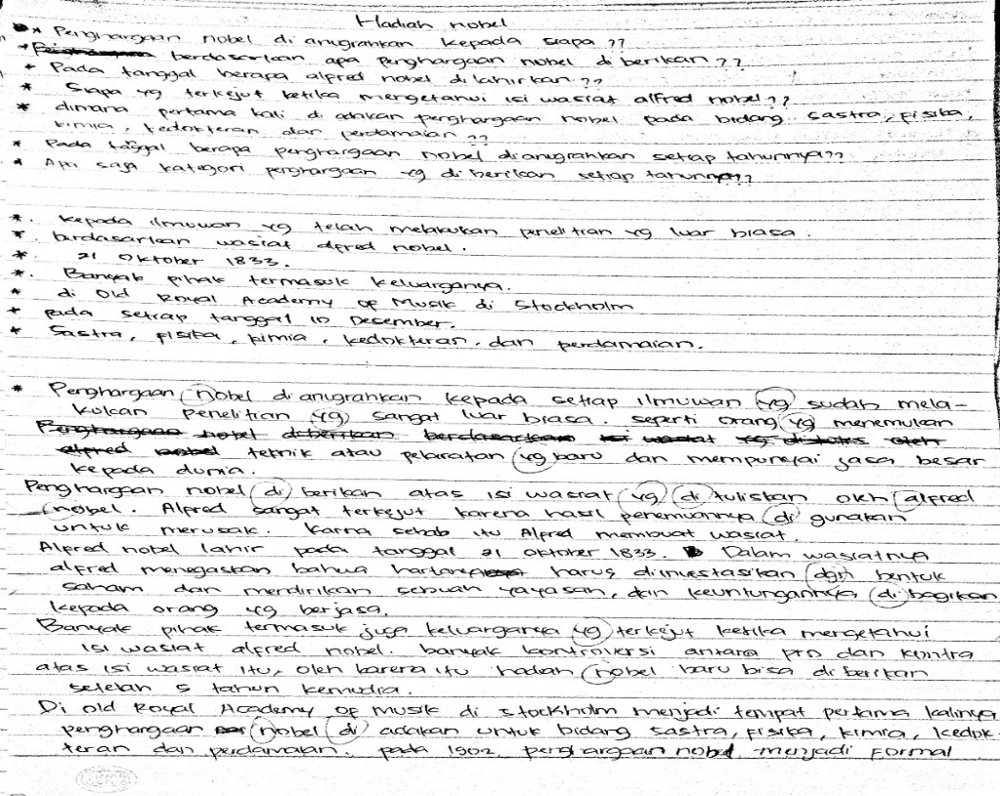 Hadiah nobel
* Penghargaan nobel di anugrahkan kepada siapa ??
* berdasarkan apa penghargaan nobel di berikan ??
* Pada tanggal berapa alfred nobel di lahirkan ??
* Siapa yg terkejut ketika mengetahui isi wasiat alfred nobel ??
* dimana pertama kali di adakan penghargaan nobel pada bidang sastra, fisika,
kimia, kedokteran dan perdamaian ??
* Pada tanggal berapa penghargaan nobel dianugrahkan setiap tahunnya ??
* Apa saja kategori penghargaan yg di berikan setiap tahunnya ??
* kepada ilmuwan yg telah melakukan penelitian yg luar biasa.
* berdasarkan wasiat alfred nobel.
* 21 Oktober 1833.
* Banyak pihak termasuk keluarganya.
* di Old Royal Academy of Musik di Stockholm
* pada setiap tanggal 10 Desember.
* Sastra, fisika, kimia, kedokteran, dan perdamaian.
* Penghargaan nobel dianugrahkan kepada setiap ilmuwan yg sudah mela-
kukan penelitian yg sangat luar biasa. seperti orang yg menemukan
teknik atau pelaratan yg baru dan mempunyai jasa besar
kepada dunia.
Penghargaan nobel di berikan atas isi wasiat yg di tuliskan oleh alfred
nobel. Alfred sangat terkejut karena hasil penemuannya di gunakan
untuk merusak. karna sebab itu Alfred membuat wasiat.
Alfred nobel lahir pada tanggal 21 oktober 1833. Dalam wasiatnya
alfred menegaskan bahwa hartanya harus diinvestasikan dgn bentuk
saham dan mendirikan sebuah yayasan, dan keuntungannya di bagikan
kepada orang yg berjasa.
Banyak pihak termasuk juga keluarganya yg terkejut ketika mengetahui
isi wasiat alfred nobel. banyak kontroversi antara pro dan kontra
atas isi wasiat itu, oleh karena itu hadiah nobel baru bisa di berikan
setelah 5 tahun kemudia.
Di old Royal Academy of musik di stockholm menjadi tempat pertama kalinya
penghargaan nobel di adakan untuk bidang sastra, fisika, kimia, kedok
teran dan perdamaian. pada 1902 penghargaan nobel menjadi formal